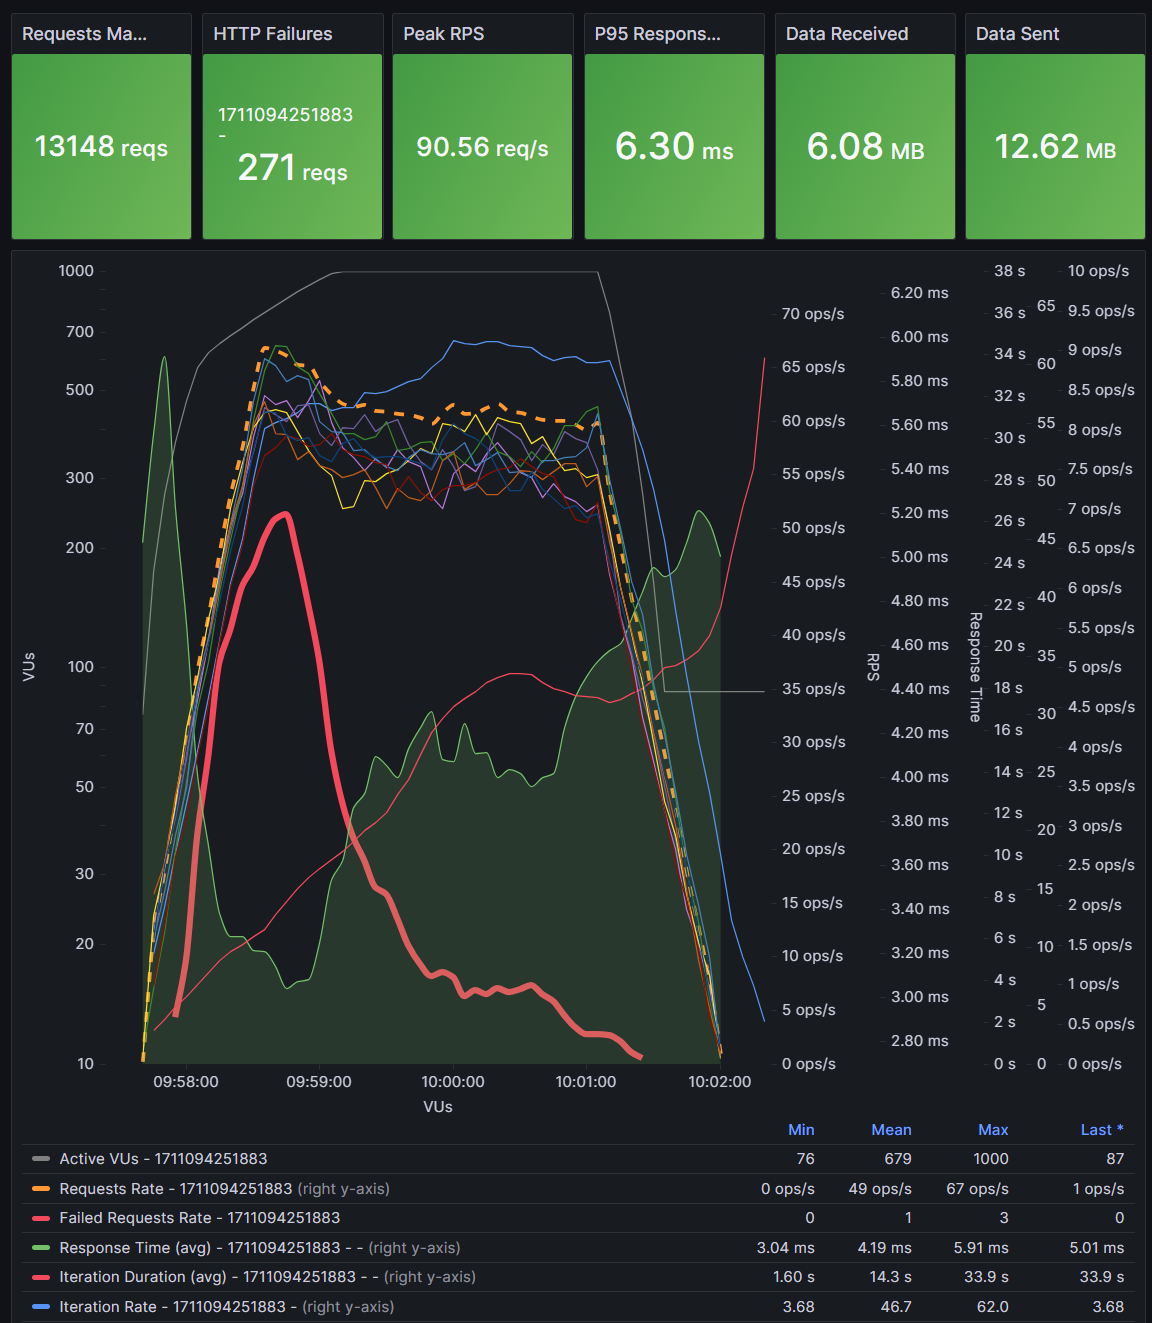 Requests Ma...
HTTP Failures
Peak RPS
P95 Respons...
Data Received
Data Sent
13148 reqs
1711094251883
-
271 reqs
90.56 req/s
6.30 ms
6.08 MB
12.62 MB
1000
700
500
300
200
100
70
50
30
20
10
VUs
09:58:00
09:59:00
10:00:00
10:01:00
10:02:00
VUs
70 ops/s
65 ops/s
60 ops/s
55 ops/s
50 ops/s
45 ops/s
40 ops/s
35 ops/s
30 ops/s
25 ops/s
20 ops/s
15 ops/s
10 ops/s
5 ops/s
0 ops/s
RPS
6.20 ms
6.00 ms
5.80 ms
5.60 ms
5.40 ms
5.20 ms
5.00 ms
4.80 ms
4.60 ms
4.40 ms
4.20 ms
4.00 ms
3.80 ms
3.60 ms
3.40 ms
3.20 ms
3.00 ms
2.80 ms
Response Time
38 s
36 s
34 s
32 s
30 s
28 s
26 s
24 s
22 s
20 s
18 s
16 s
14 s
12 s
10 s
8 s
6 s
4 s
2 s
0 s
65
60
55
50
45
40
35
30
25
20
15
10
5
0
10 ops/s
9.5 ops/s
9 ops/s
8.5 ops/s
8 ops/s
7.5 ops/s
7 ops/s
6.5 ops/s
6 ops/s
5.5 ops/s
5 ops/s
4.5 ops/s
4 ops/s
3.5 ops/s
3 ops/s
2.5 ops/s
2 ops/s
1.5 ops/s
1 ops/s
0.5 ops/s
0 ops/s
Min Mean Max Last *
Active VUs - 1711094251883 76 679 1000 87
Requests Rate - 1711094251883 (right y-axis) 0 ops/s 49 ops/s 67 ops/s 1 ops/s
Failed Requests Rate - 1711094251883 0 1 3 0
Response Time (avg) - 1711094251883 - - (right y-axis) 3.04 ms 4.19 ms 5.91 ms 5.01 ms
Iteration Duration (avg) - 1711094251883 - - (right y-axis) 1.60 s 14.3 s 33.9 s 33.9 s
Iteration Rate - 1711094251883 - (right y-axis) 3.68 46.7 62.0 3.68